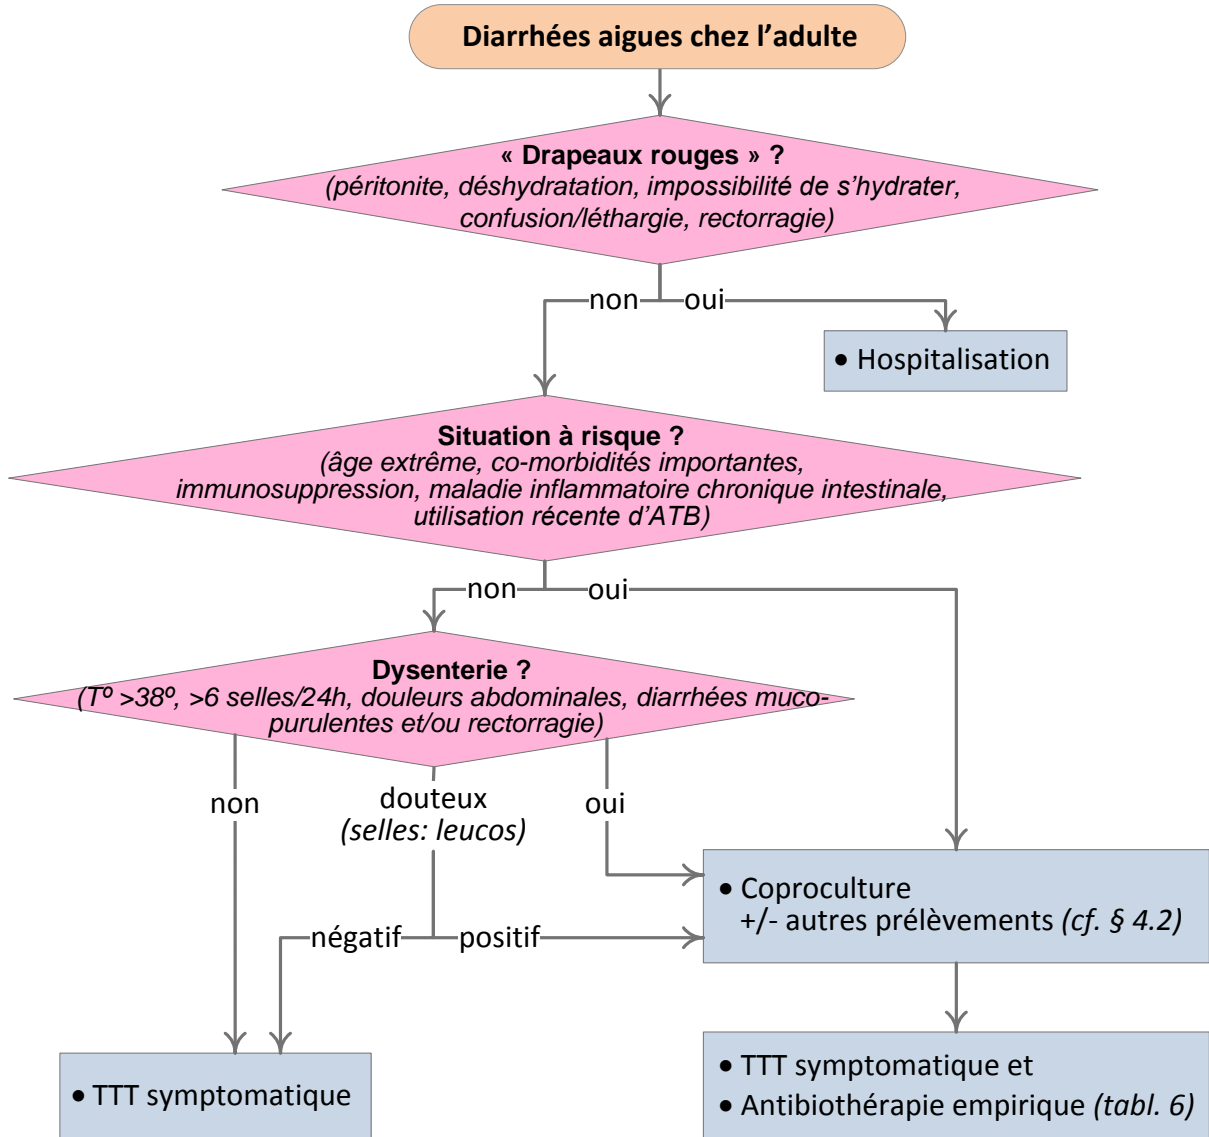 Diarrhées aigues chez l'adulte
« Drapeaux rouges » ?
(péritonite, déshydratation, impossibilité de s'hydrater,
confusion/léthargie, rectorragie)
non
oui
• Hospitalisation
Situation à risque ?
(âge extrême, co-morbidités importantes,
immunosuppression, maladie inflammatoire chronique intestinale,
utilisation récente d'ATB)
non
oui
Dysenterie ?
(Tº >38º, >6 selles/24h, douleurs abdominales, diarrhées muco-
purulentes et/ou rectorragie)
non
douteux
(selles: leucos)
oui
• Coproculture
+/- autres prélèvements (cf. § 4.2)
négatif
positif
• TTT symptomatique
• TTT symptomatique et
• Antibiothérapie empirique (tabl. 6)